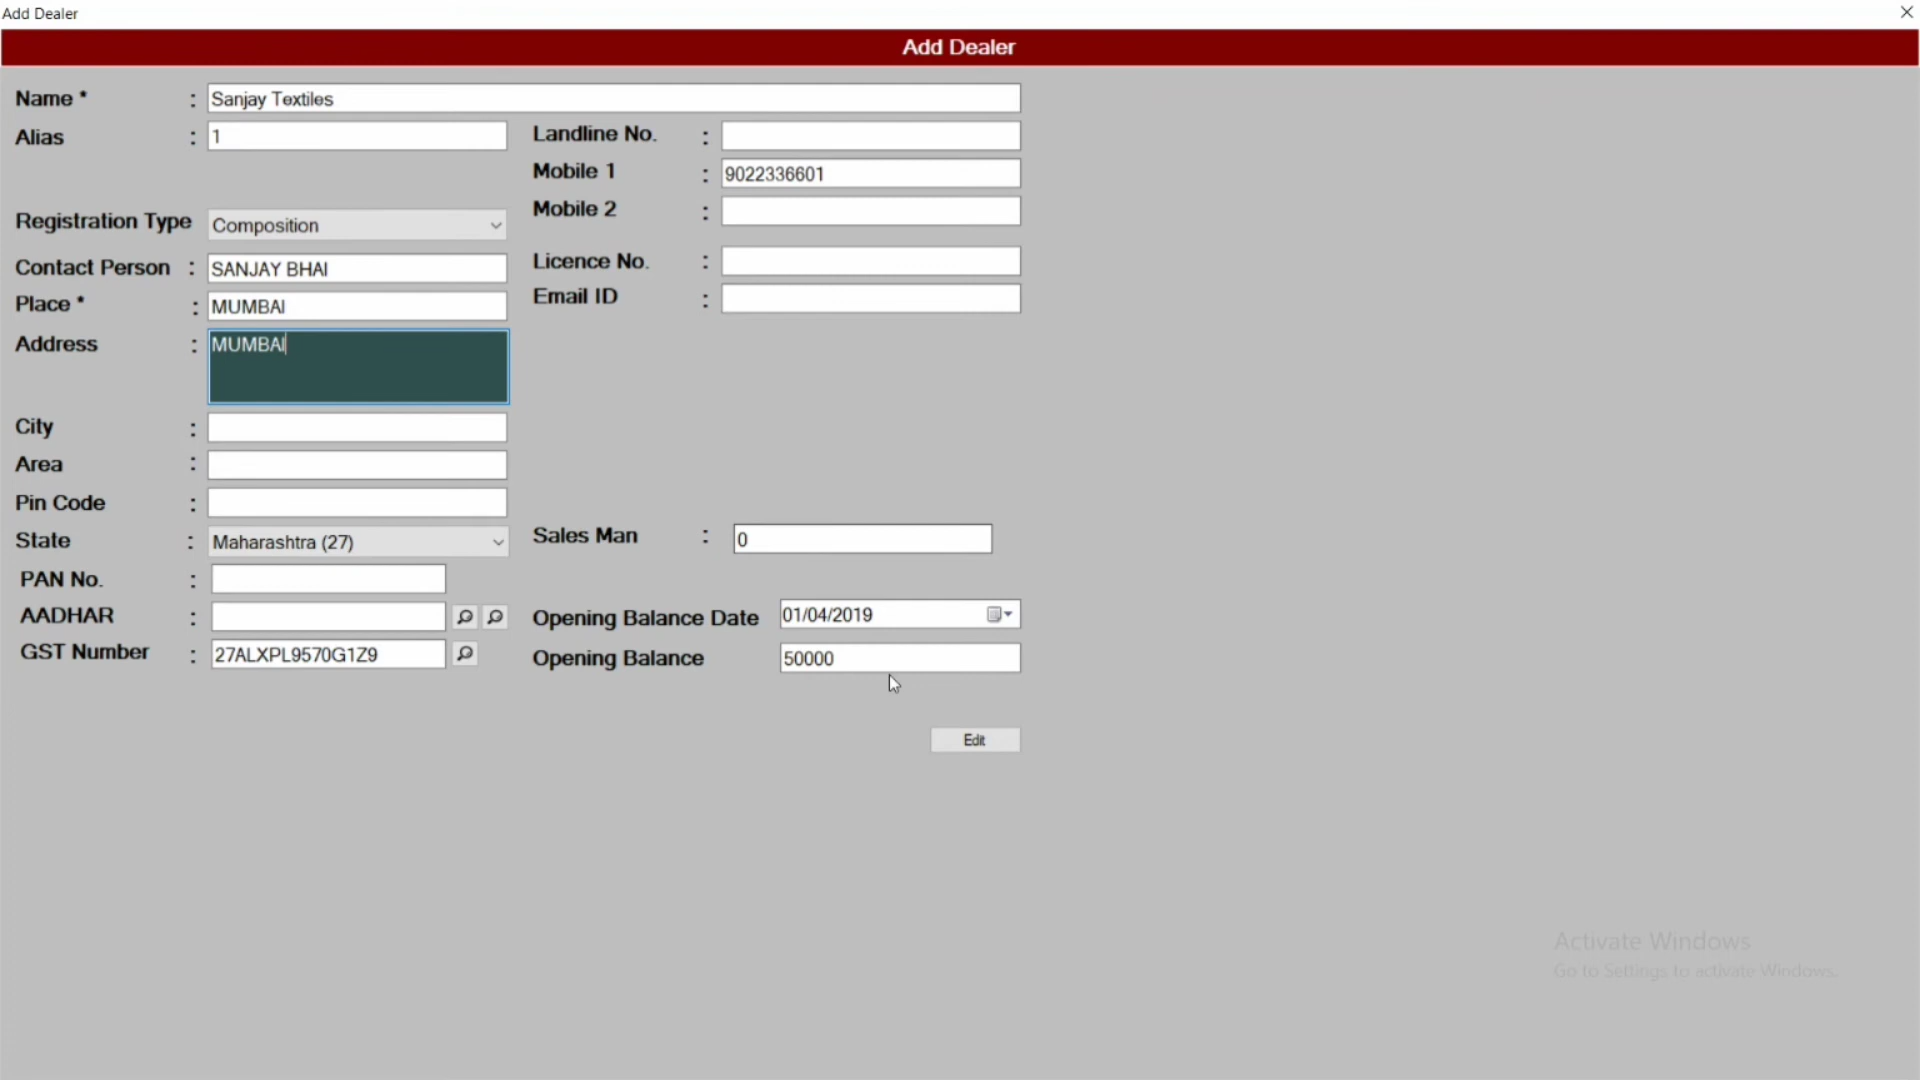 Add Dealer
Add Dealer
Name * : Sanjay Textiles
Alias : 1
Landline No. :
Mobile 1 : 9022336601
Mobile 2 :
Registration Type Composition
Contact Person : SANJAY BHAI
Licence No. :
Place * : MUMBAI
Email ID :
Address : MUMBAI
City :
Area :
Pin Code :
State : Maharashtra (27)
Sales Man : 0
PAN No. :
AADHAR :
Opening Balance Date 01/04/2019
GST Number : 27ALXPL9570G1Z9
Opening Balance 50000
Edit
Activate Windows
Go to Settings to activate Windows.